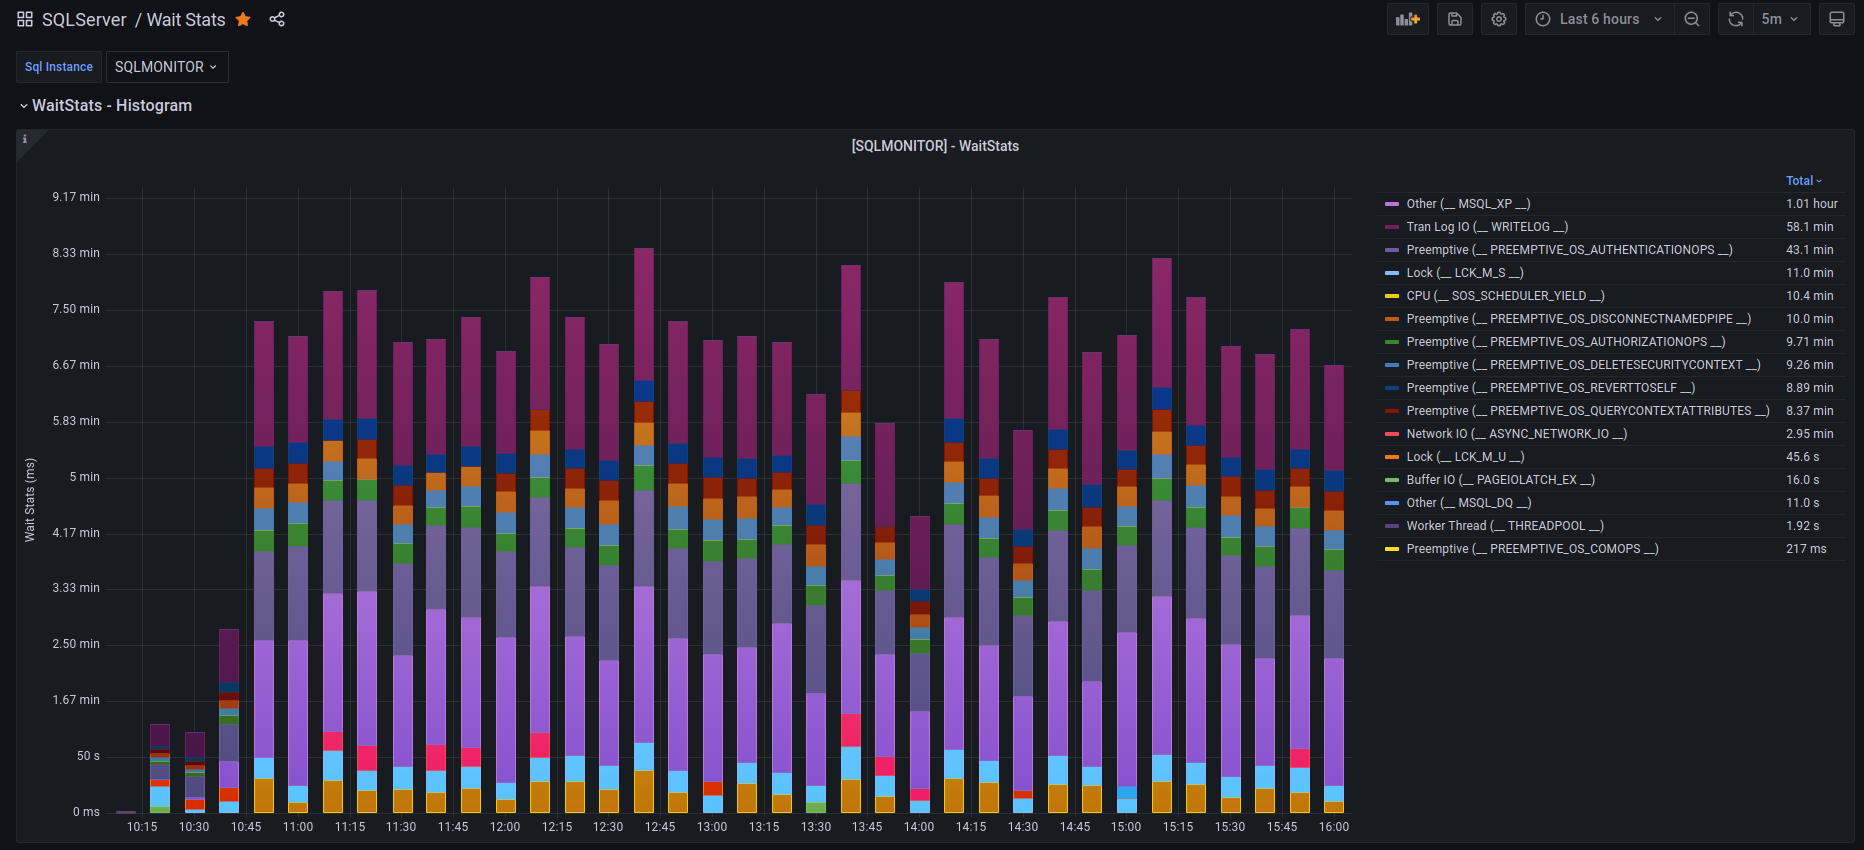 SQLServer / Wait Stats
Last 6 hours
5m
Sql Instance
SQLMONITOR
WaitStats - Histogram
i
[SQLMONITOR] - WaitStats
Wait Stats (ms)
9.17 min
8.33 min
7.50 min
6.67 min
5.83 min
5 min
4.17 min
3.33 min
2.50 min
1.67 min
50 s
0 ms
10:15 10:30 10:45 11:00 11:15 11:30 11:45 12:00 12:15 12:30 12:45 13:00 13:15 13:30 13:45 14:00 14:15 14:30 14:45 15:00 15:15 15:30 15:45 16:00
Total
Other (__ MSQL_XP __) 1.01 hour
Tran Log IO (__ WRITELOG __) 58.1 min
Preemptive (__ PREEMPTIVE_OS_AUTHENTICATIONOPS __) 43.1 min
Lock (__ LCK_M_S __) 11.0 min
CPU (__ SOS_SCHEDULER_YIELD __) 10.4 min
Preemptive (__ PREEMPTIVE_OS_DISCONNECTNAMEDPIPE __) 10.0 min
Preemptive (__ PREEMPTIVE_OS_AUTHORIZATIONOPS __) 9.71 min
Preemptive (__ PREEMPTIVE_OS_DELETESECURITYCONTEXT __) 9.26 min
Preemptive (__ PREEMPTIVE_OS_REVERTTOSELF __) 8.89 min
Preemptive (__ PREEMPTIVE_OS_QUERYCONTEXTATTRIBUTES __) 8.37 min
Network IO (__ ASYNC_NETWORK_IO __) 2.95 min
Lock (__ LCK_M_U __) 45.6 s
Buffer IO (__ PAGEIOLATCH_EX __) 16.0 s
Other (__ MSQL_DQ __) 11.0 s
Worker Thread (__ THREADPOOL __) 1.92 s
Preemptive (__ PREEMPTIVE_OS_COMOPS __) 217 ms